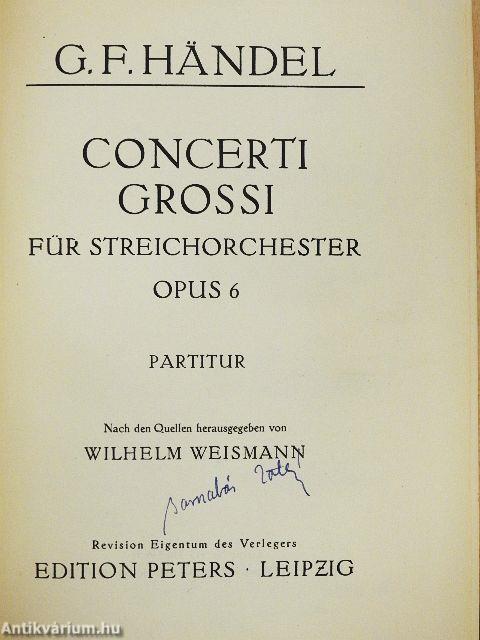 G. F. HÄNDEL
CONCERTI
GROSSI
FÜR STREICHORCHESTER
OPUS 6
PARTITUR
Nach den Quellen herausgegeben von
WILHELM WEISMANN
Barnabás
Revision Eigentum des Verlegers
EDITION PETERS · LEIPZIG
Antikvárium.hu